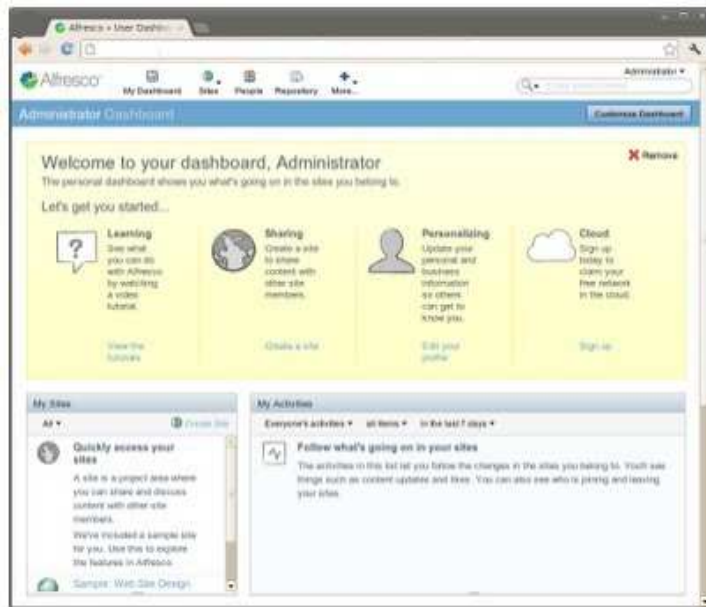 Alfresco » User Dashbo
Alfresco
My Dashboard Sites People Repository More...
Administrator
Administrator Dashboard
Customize Dashboard
Welcome to your dashboard, Administrator
Remove
The personal dashboard shows you what's going on in the sites you belong to.
Let's get you started...
Learning
See what
you can do
with Alfresco
by watching
a video
tutorial.
View the
tutorials
Sharing
Create a site
to share
content with
other site
members.
Create a site
Personalizing
Update your
personal and
business
information
so others
can get to
know you.
Edit your
profile
Cloud
Sign up
today to
claim your
free network
in the cloud.
Sign up
My Sites
All
Create Site
Quickly access your
sites
A site is a project area where
you can share and discuss
content with other site
members.
We've included a sample site
for you. Use this to explore
the features in Alfresco.
Sample: Web Site Design
My Activities
Everyone's activities all items in the last 7 days
Follow what's going on in your sites
The activities in this list let you follow the changes in the sites you belong to. You'll see
things such as content updates and likes. You can also see who is joining and leaving
your sites.